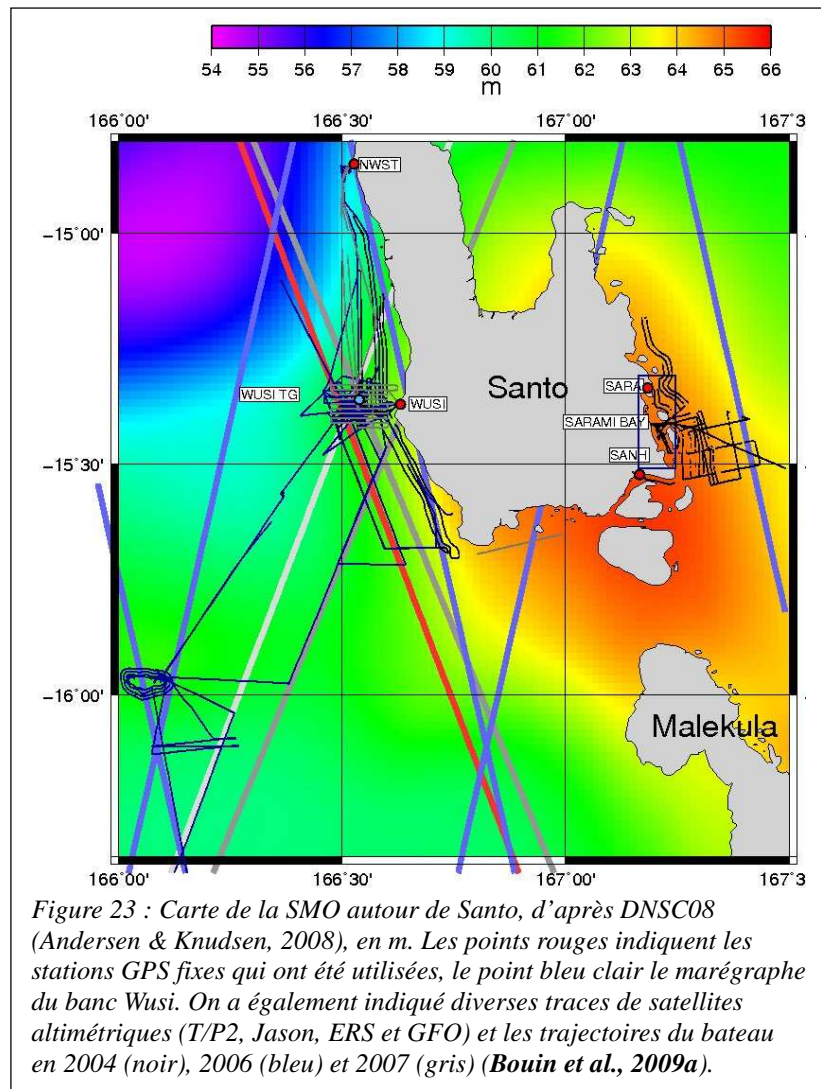 54 55 56 57 58 59 60 61 62 63 64 65 66
m
166°00' 166°30' 167°00' 167°3
NWST
-15°00'
Santo
SARA
WUSI TG
WUSI
SARAMI BAY
SANH
-15°30'
-16°00'
Malekula
166°00' 166°30' 167°00' 167°3
Figure 23 : Carte de la SMO autour de Santo, d'après DNSC08
(Andersen & Knudsen, 2008), en m. Les points rouges indiquent les
stations GPS fixes qui ont été utilisées, le point bleu clair le marégraphe
du banc Wusi. On a également indiqué diverses traces de satellites
altimétriques (T/P2, Jason, ERS et GFO) et les trajectoires du bateau
en 2004 (noir), 2006 (bleu) et 2007 (gris) (Bouin et al., 2009a).